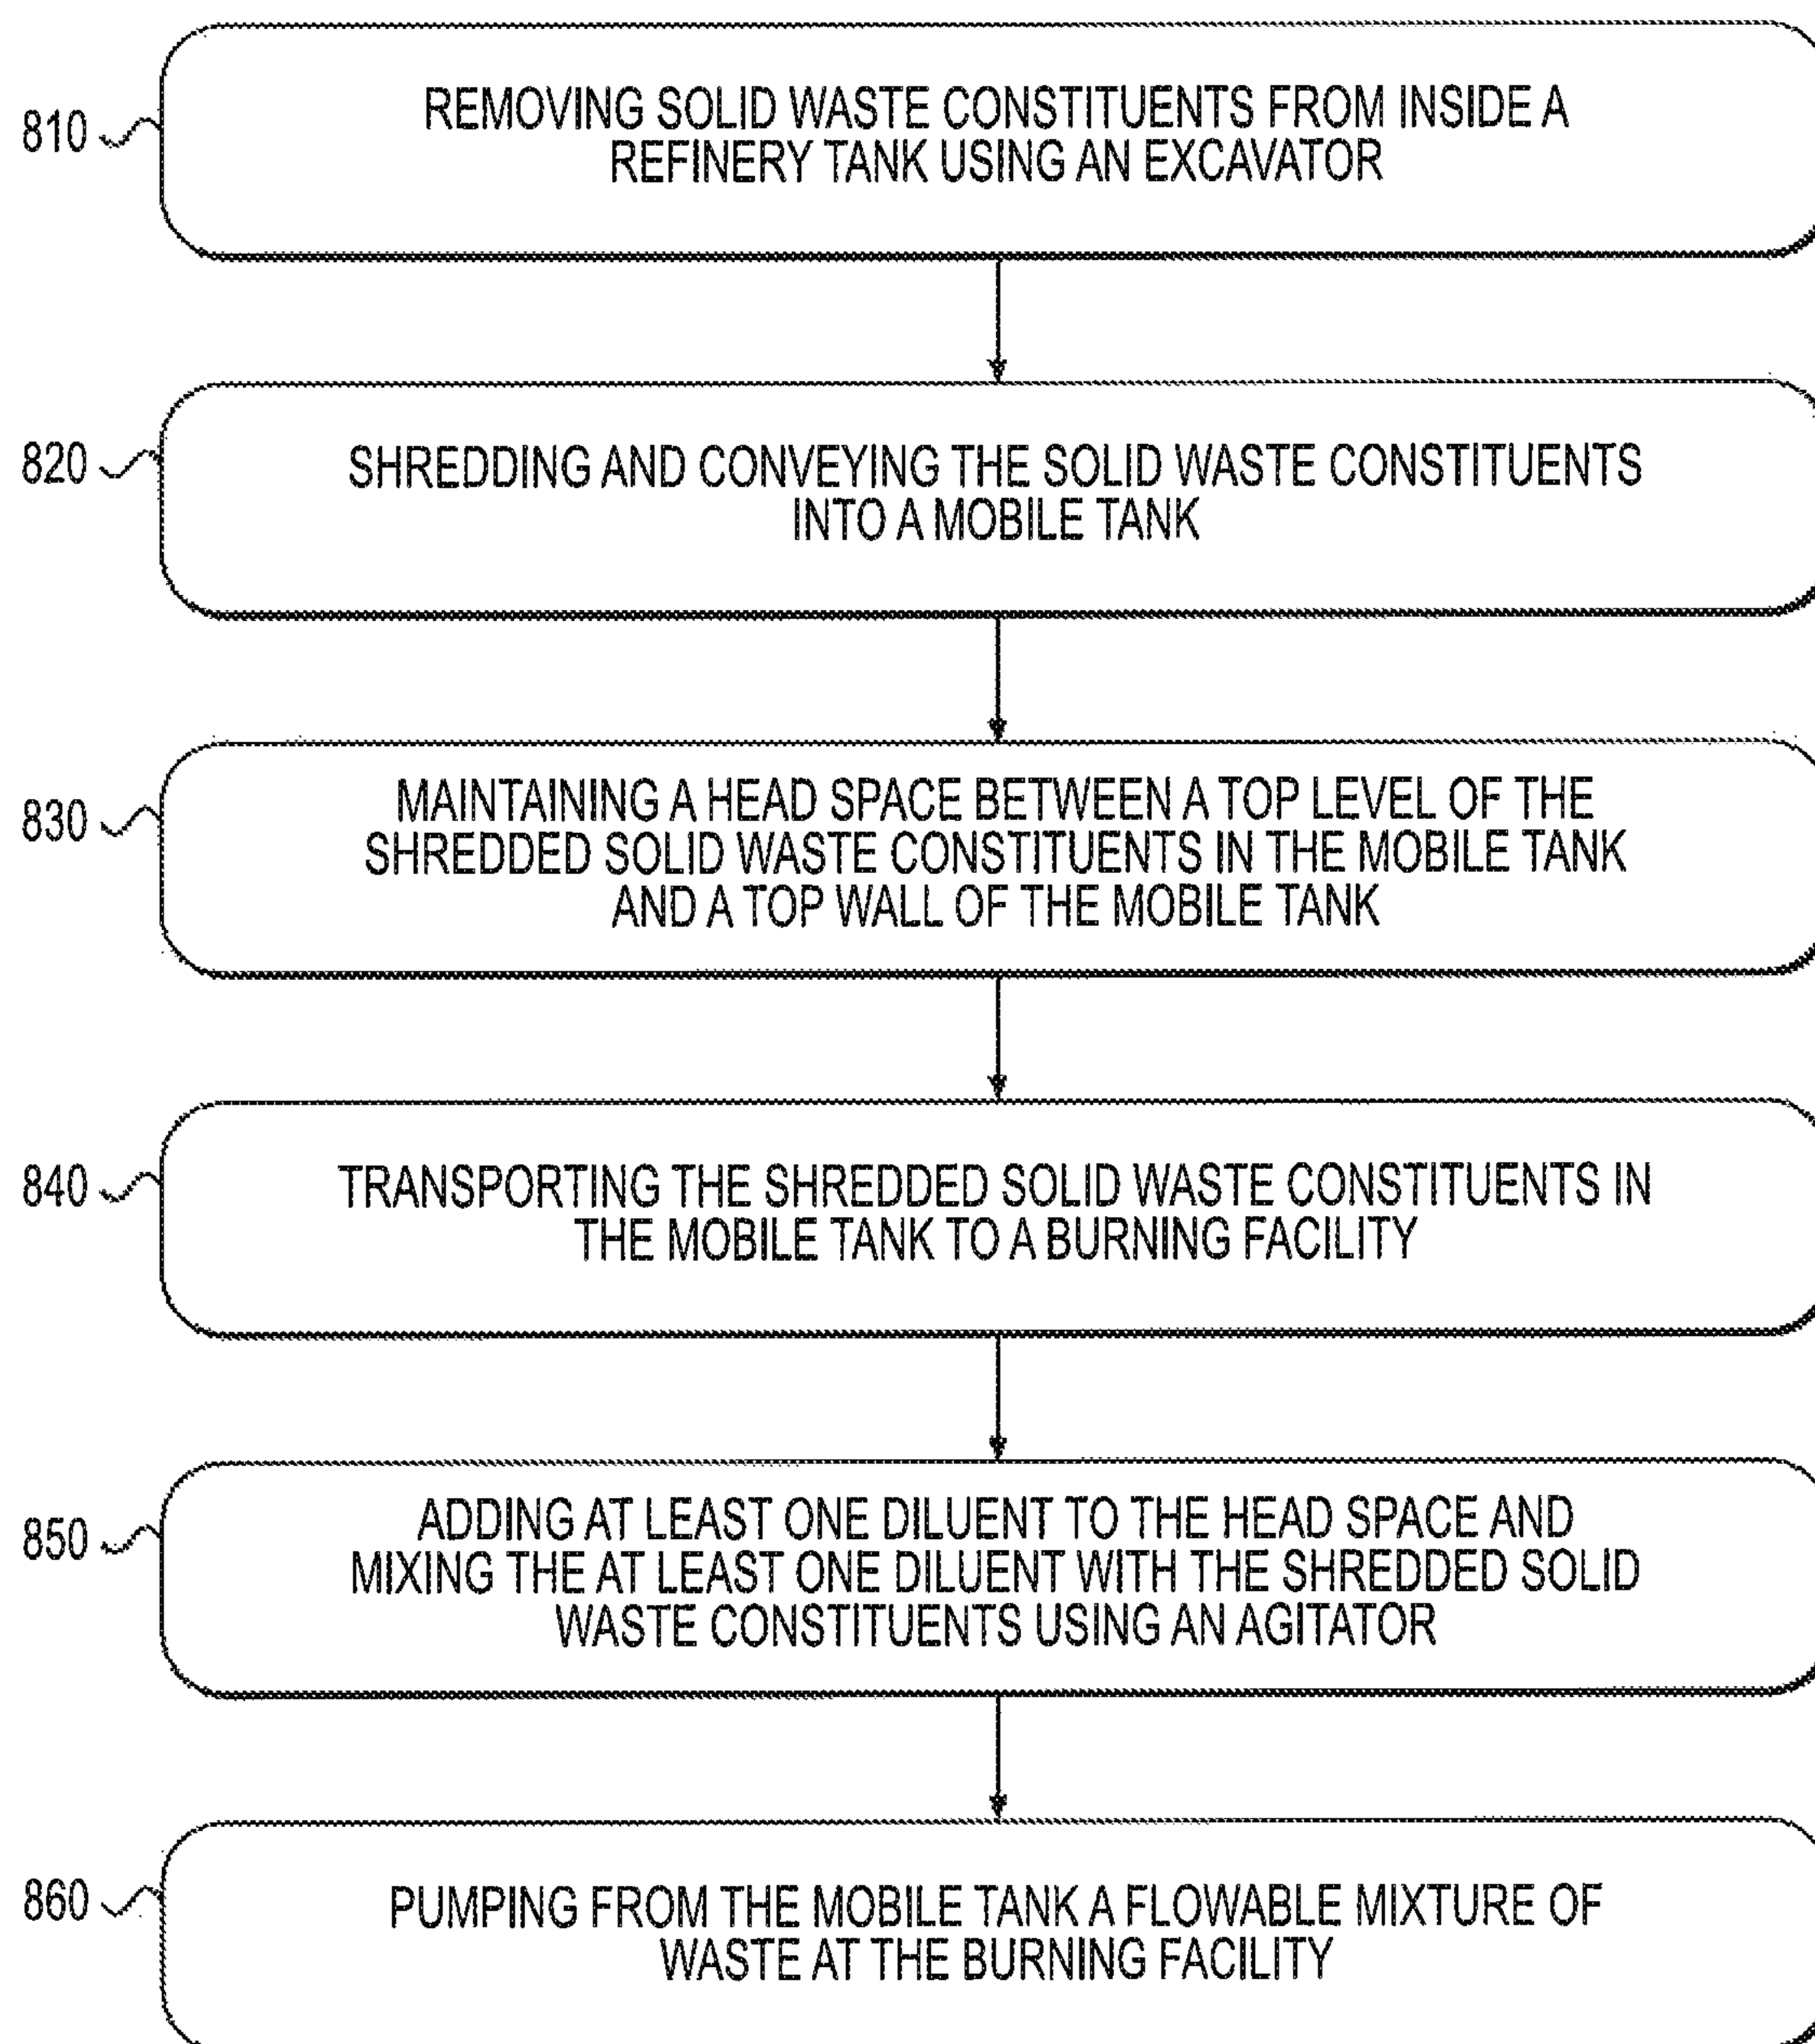 810
REMOVING SOLID WASTE CONSTITUENTS FROM INSIDE A
REFINERY TANK USING AN EXCAVATOR
820
SHREDDING AND CONVEYING THE SOLID WASTE CONSTITUENTS
INTO A MOBILE TANK
830
MAINTAINING A HEAD SPACE BETWEEN A TOP LEVEL OF THE
SHREDDED SOLID WASTE CONSTITUENTS IN THE MOBILE TANK
AND A TOP WALL OF THE MOBILE TANK
840
TRANSPORTING THE SHREDDED SOLID WASTE CONSTITUENTS IN
THE MOBILE TANK TO A BURNING FACILITY
850
ADDING AT LEAST ONE DILUENT TO THE HEAD SPACE AND
MIXING THE AT LEAST ONE DILUENT WITH THE SHREDDED SOLID
WASTE CONSTITUENTS USING AN AGITATOR
860
PUMPING FROM THE MOBILE TANK A FLOWABLE MIXTURE OF
WASTE AT THE BURNING FACILITY